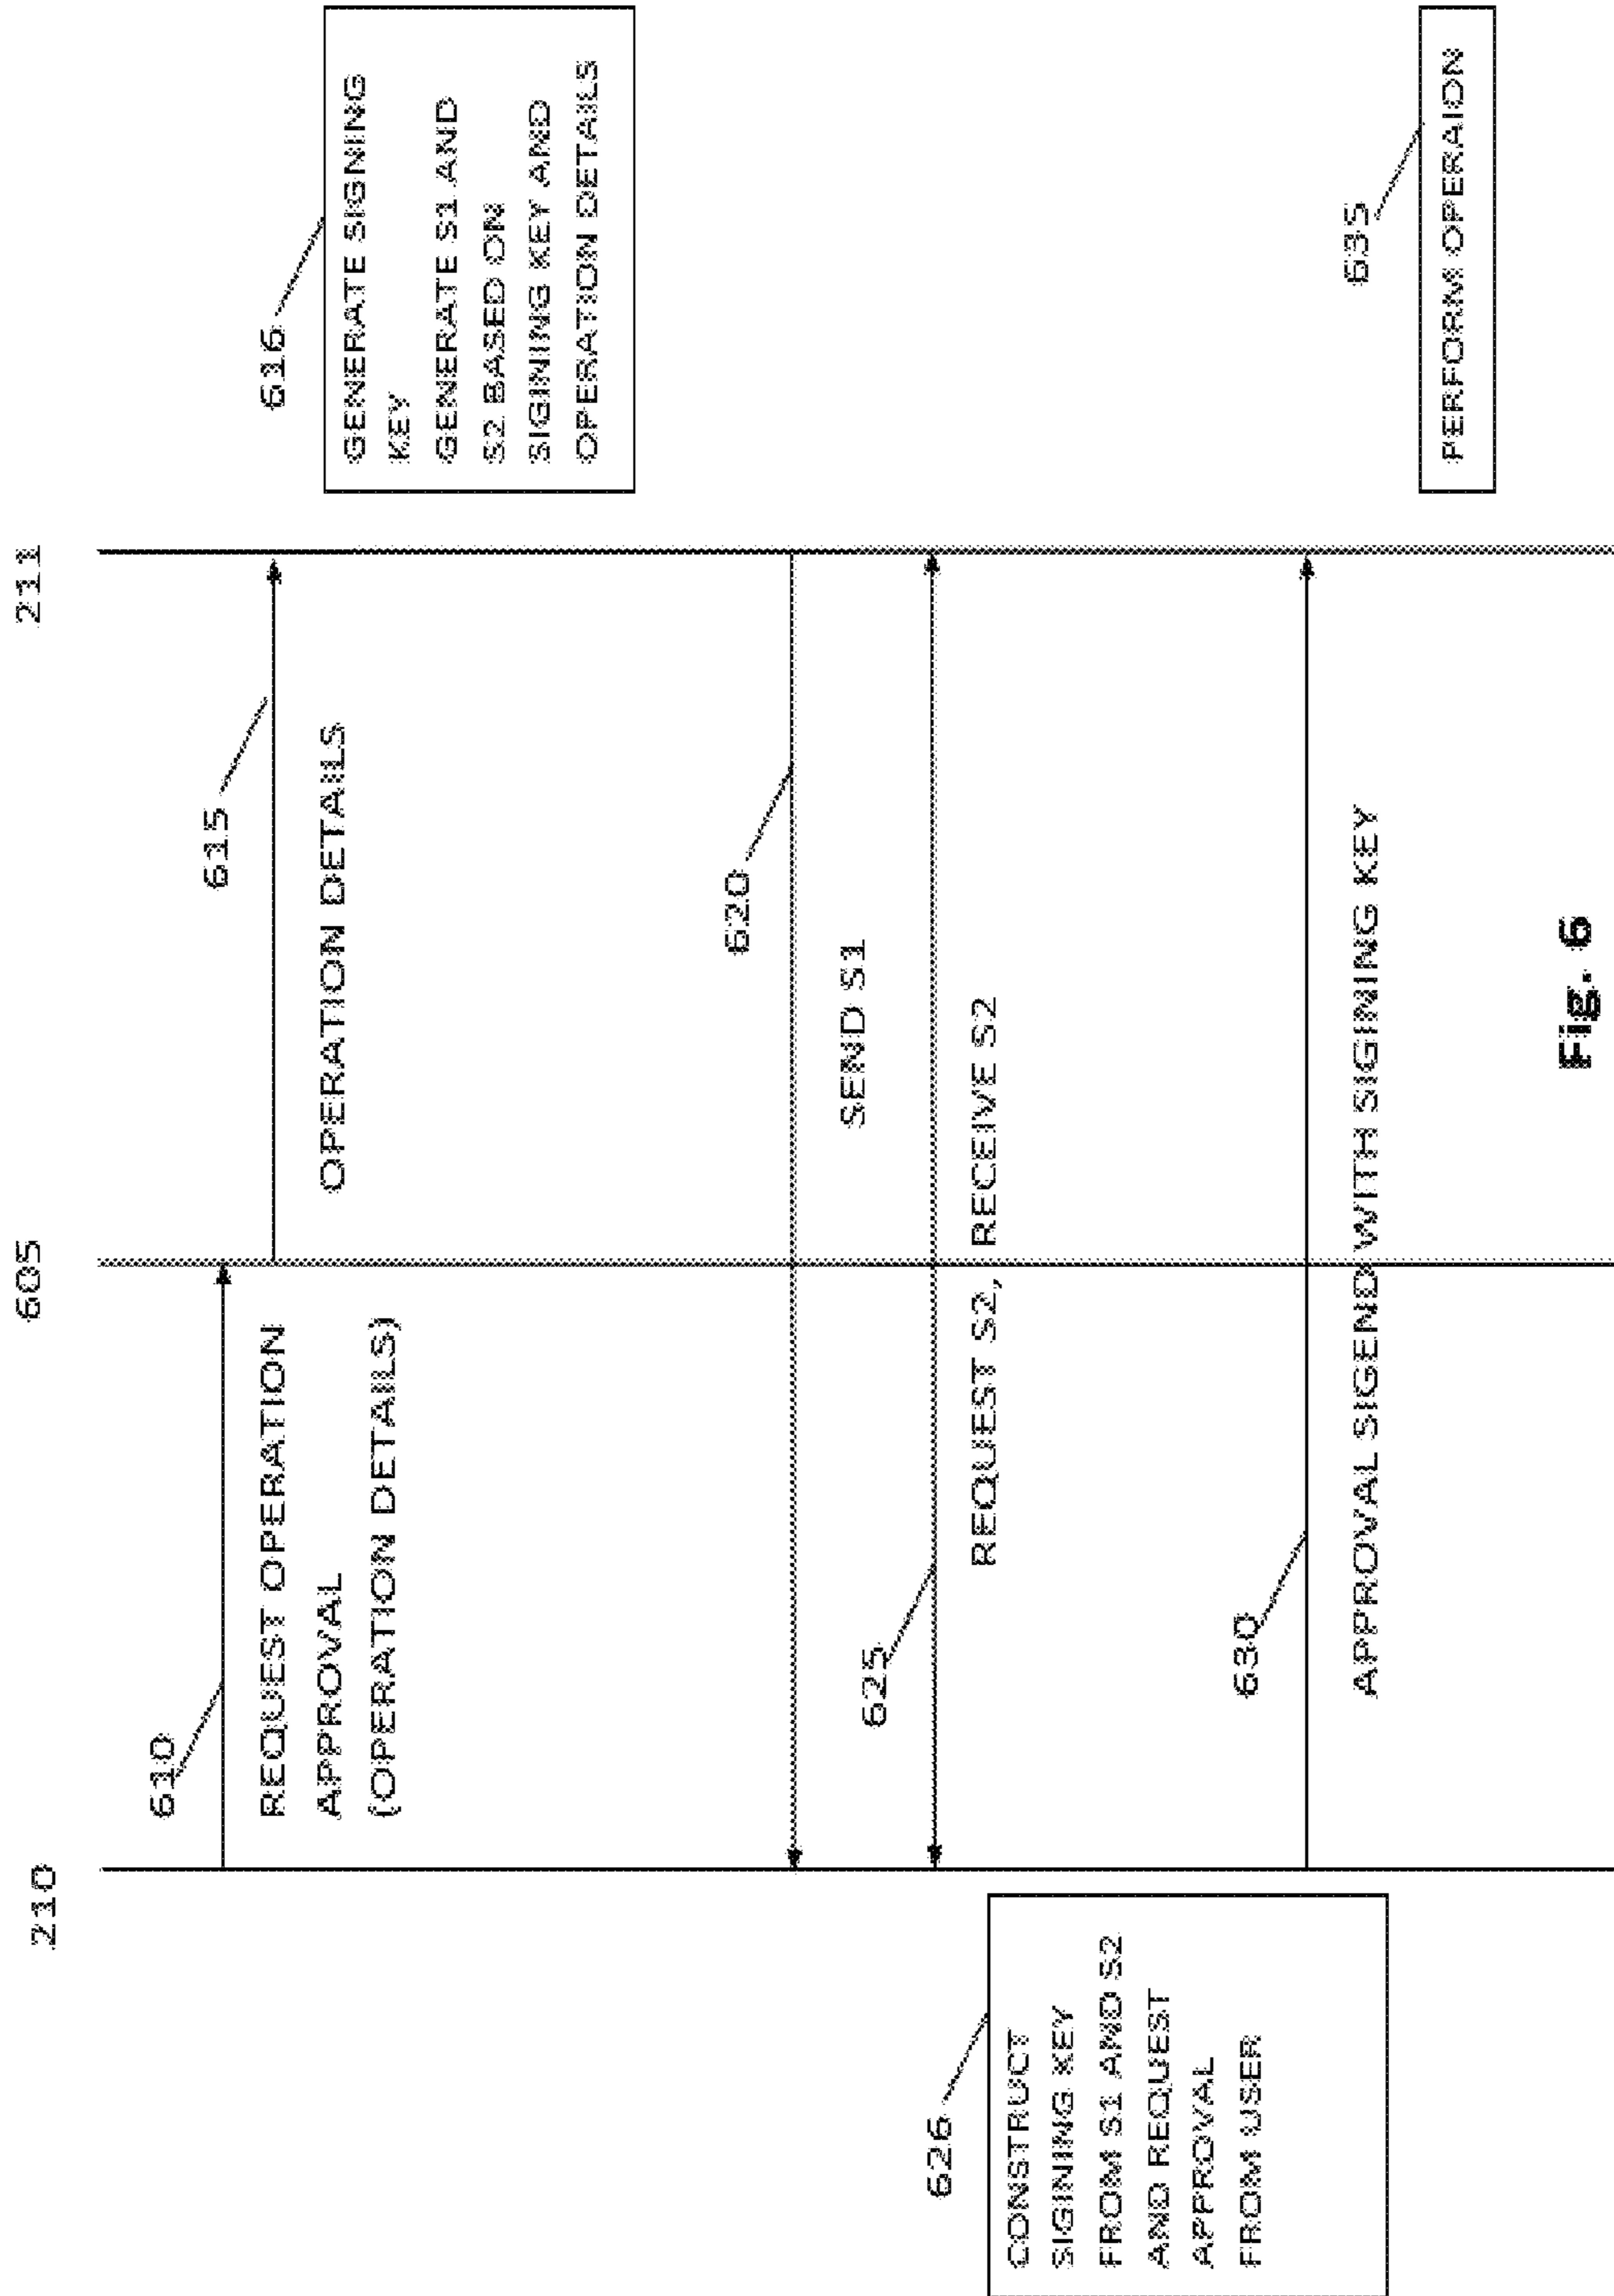 210
605
211
610
REQUEST OPERATION
APPROVAL
(OPERATION DETAILS)
615
OPERATION DETAILS
616
GENERATE SIGNING
KEY
GENERATE S1 AND
S2 BASED ON
SIGINING KEY AND
OPERATION DETAILS
620
SEND S1
625
REQUEST S2, RECEIVE S2
626
CONSTRUCT
SIGINING KEY
FROM S1 AND S2
AND REQUEST
APPROVAL
FROM USER
630
APPROVAL SIGEND WITH SIGINING KEY
635
PERFORM OPERAION
Fig. 6